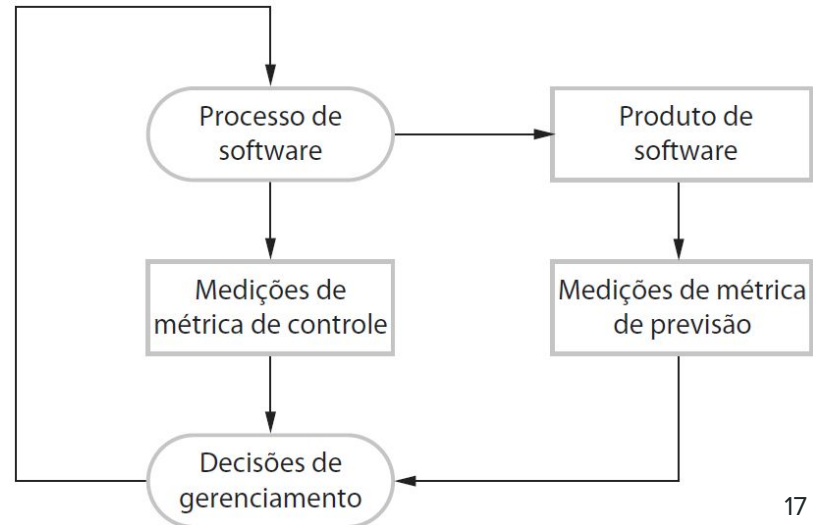 Processo de
software
Produto de
software
Medições de
métrica de controle
Medições de métrica
de previsão
Decisões de
gerenciamento
17